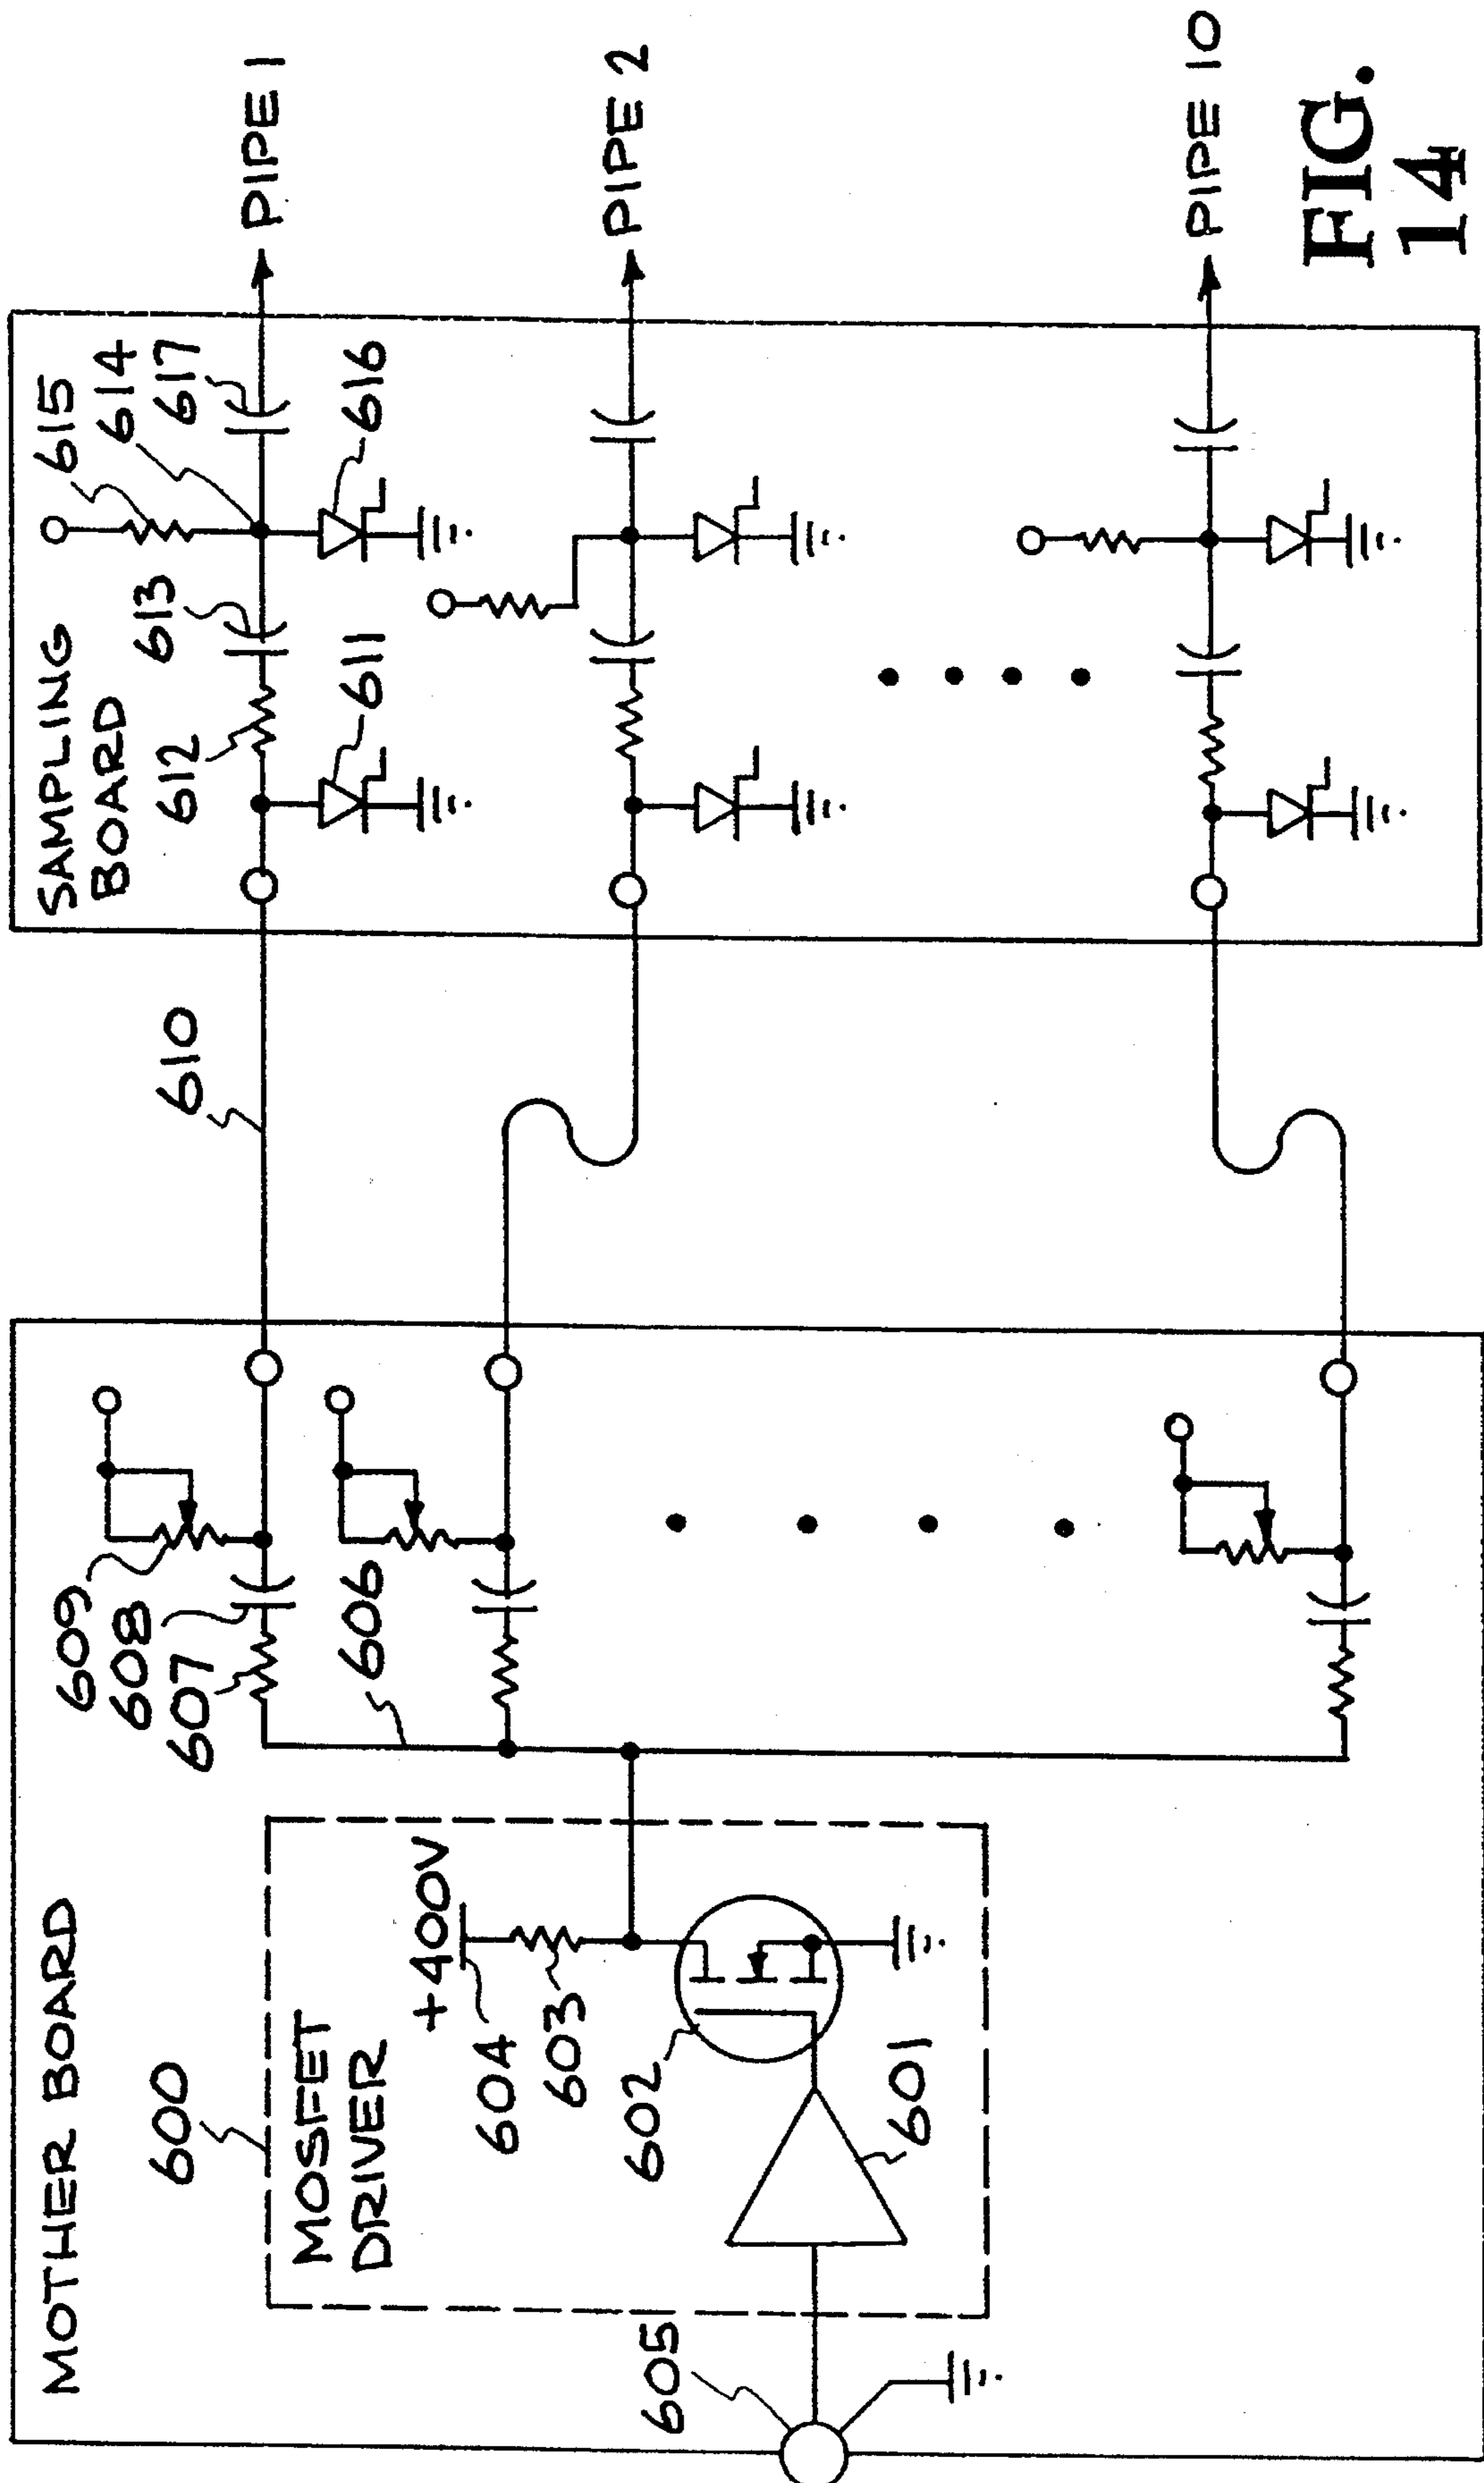 MOTHER BOARD
600
MOSFET
DRIVER
+400V
604
603
602
601
605
609
608
607
606
610
SAMPLING
BOARD
612
613
615
614
617
611
616
PIPE 1
PIPE 2
PIPE 10
FIG.
14